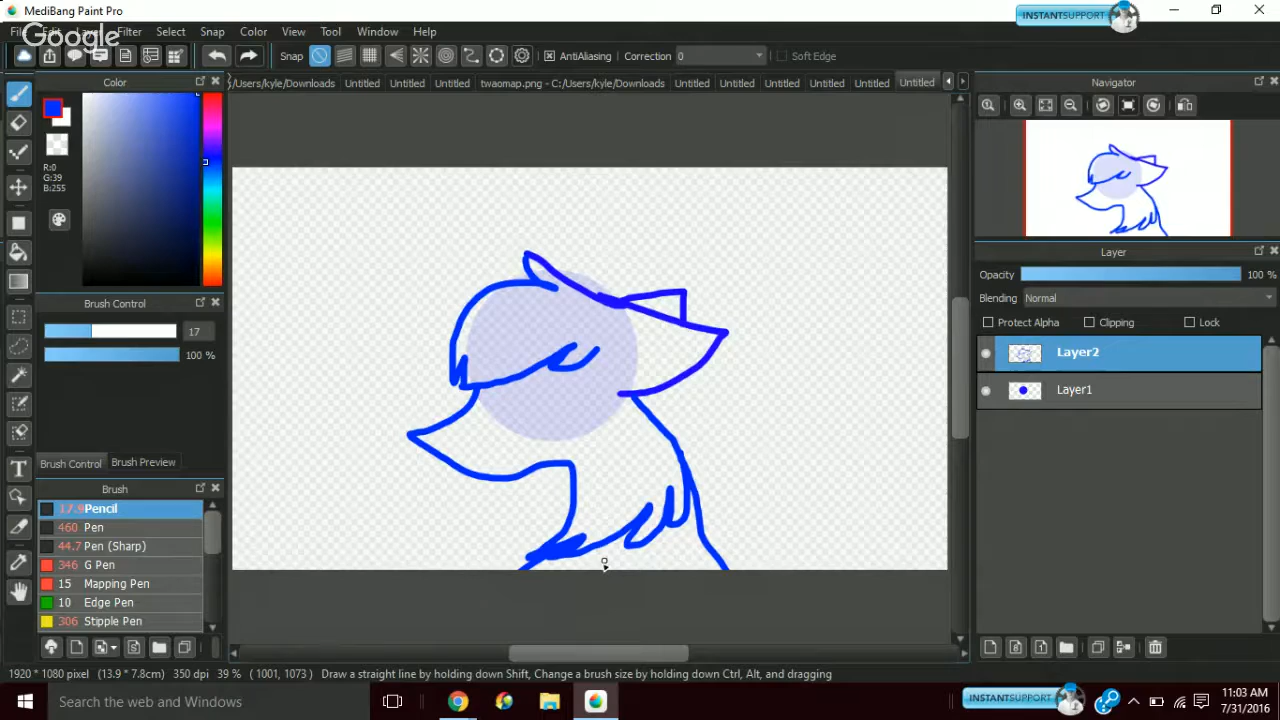 MediBang Paint Pro
INSTANTSUPPORT
File Layer Filter Select Snap Color View Tool Window Help
Google
Snap AntiAliasing Correction 0 Soft Edge
Color
/Users/kyle/Downloads Untitled Untitled Untitled twaomap.png - C:/Users/kyle/Downloads Untitled Untitled Untitled Untitled Untitled Untitled
Navigator
R:0
G:39
B:255
Layer
Opacity 100 %
Blending Normal
Protect Alpha Clipping Lock
Layer2
Layer1
Brush Control
17
100 %
Brush Control Brush Preview
Brush
17.9 Pencil
460 Pen
44.7 Pen (Sharp)
346 G Pen
15 Mapping Pen
10 Edge Pen
306 Stipple Pen
T
1920 * 1080 pixel (13.9 * 7.8cm) 350 dpi 39 % ( 1001, 1073 ) Draw a straight line by holding down Shift, Change a brush size by holding down Ctrl, Alt, and dragging
Search the web and Windows
INSTANTSUPPORT
11:03 AM
7/31/2016